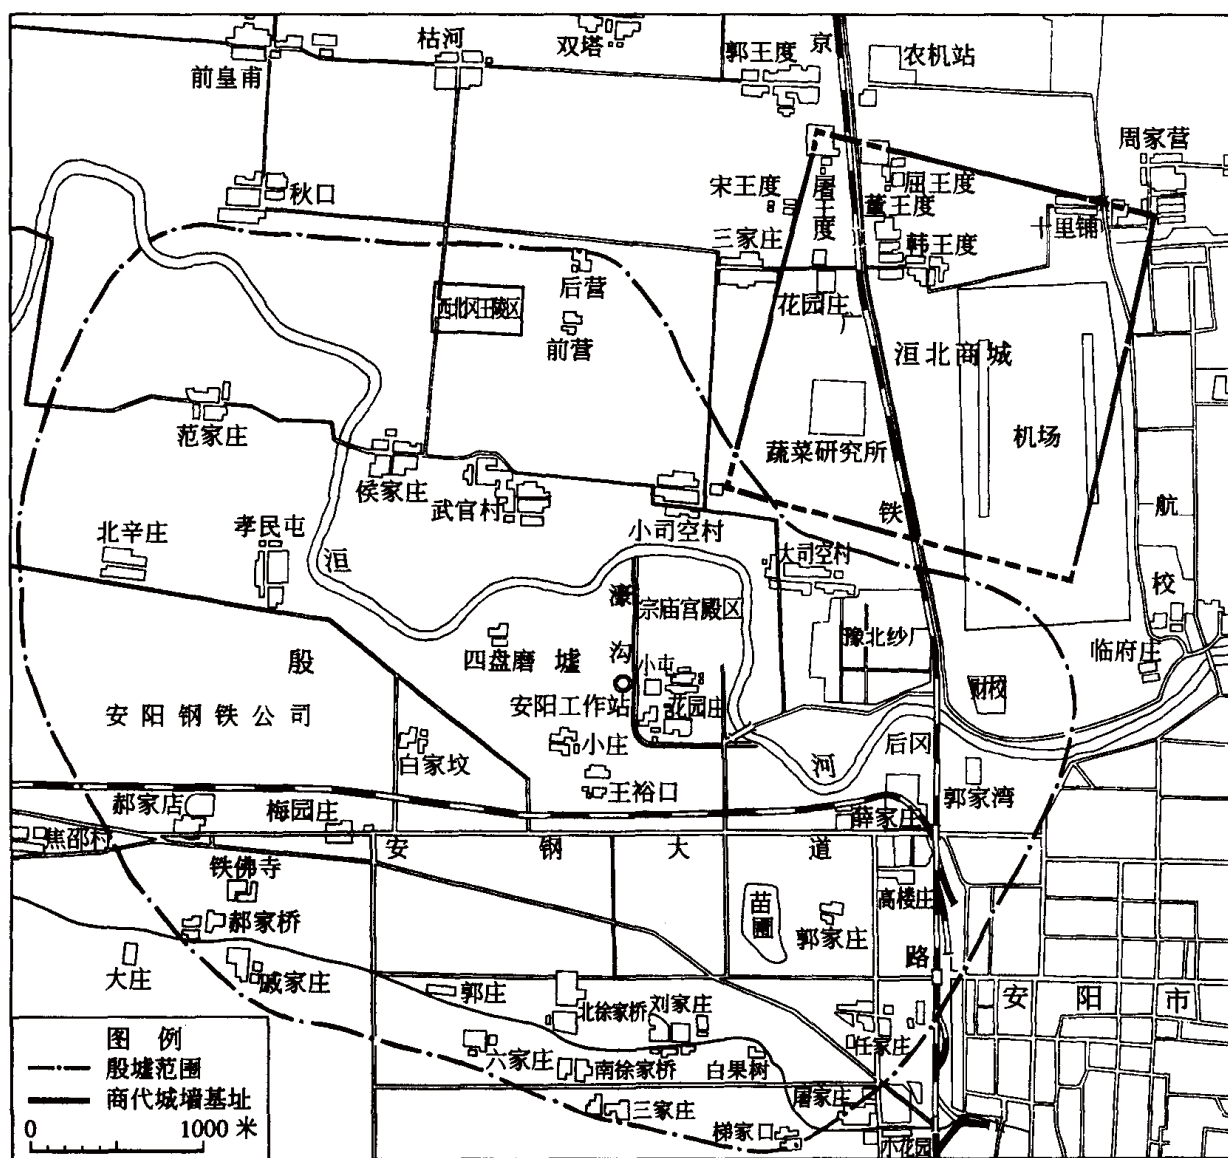 枯河
双塔
郭王度
京
农机站
前皇甫
周家营
秋口
宋王度
屠王度
屈王度
董王度
十里铺
三家庄
韩王度
后营
花园庄
西北冈王陵区
前营
洹北商城
范家庄
蔬菜研究所
机场
侯家庄
武官村
航
铁
北辛庄
孝民屯
小司空村
洹
大司空村
校
濠
宗庙宫殿区
豫北纱厂
临府庄
殷
四盘磨
墟
沟
小屯
财校
安阳钢铁公司
安阳工作站
花园庄
白家坟
小庄
河
后冈
王裕口
郭家湾
郝家店
梅园庄
薛家庄
焦邵村
安钢大道
铁佛寺
高楼庄
苗圃
郝家桥
郭家庄
路
大庄
戚家庄
郭庄
安阳市
北徐家桥
刘家庄
任家庄
六家庄
南徐家桥
白果树
屠家庄
三家庄
梯家口
小花园
图例
殷墟范围
商代城墙基址
0
1000 米